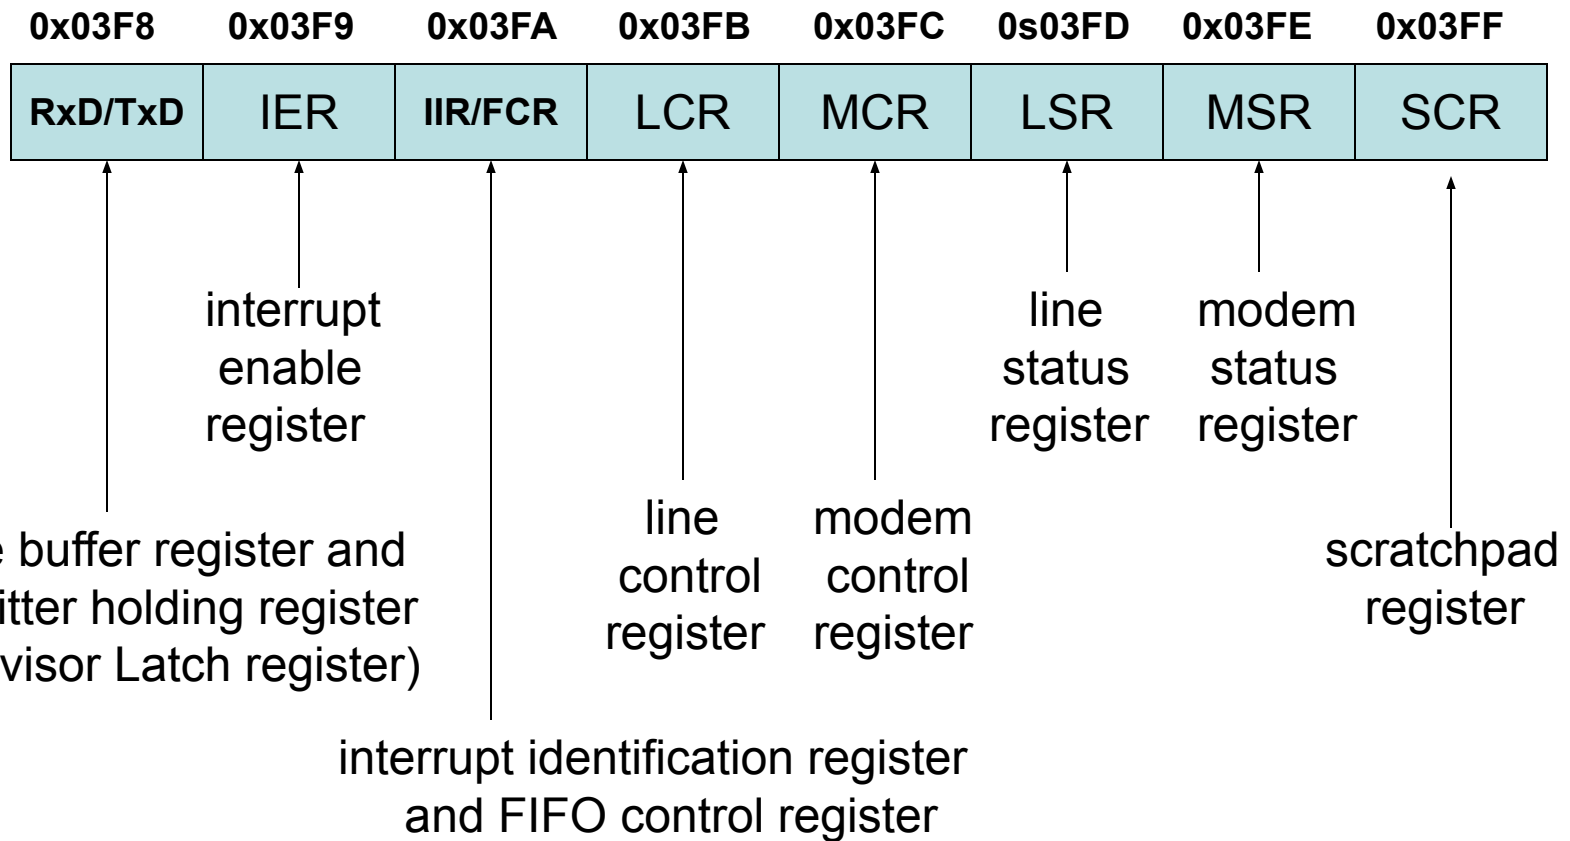 0x03F8 0x03F9 0x03FA 0x03FB 0x03FC 0s03FD 0x03FE 0x03FF
RxD/TxD IER IIR/FCR LCR MCR LSR MSR SCR
interrupt
enable
register
line
status
register
modem
status
register
buffer register and
holding register
Latch register)
line
control
register
modem
control
register
scratchpad
register
interrupt identification register
and FIFO control register